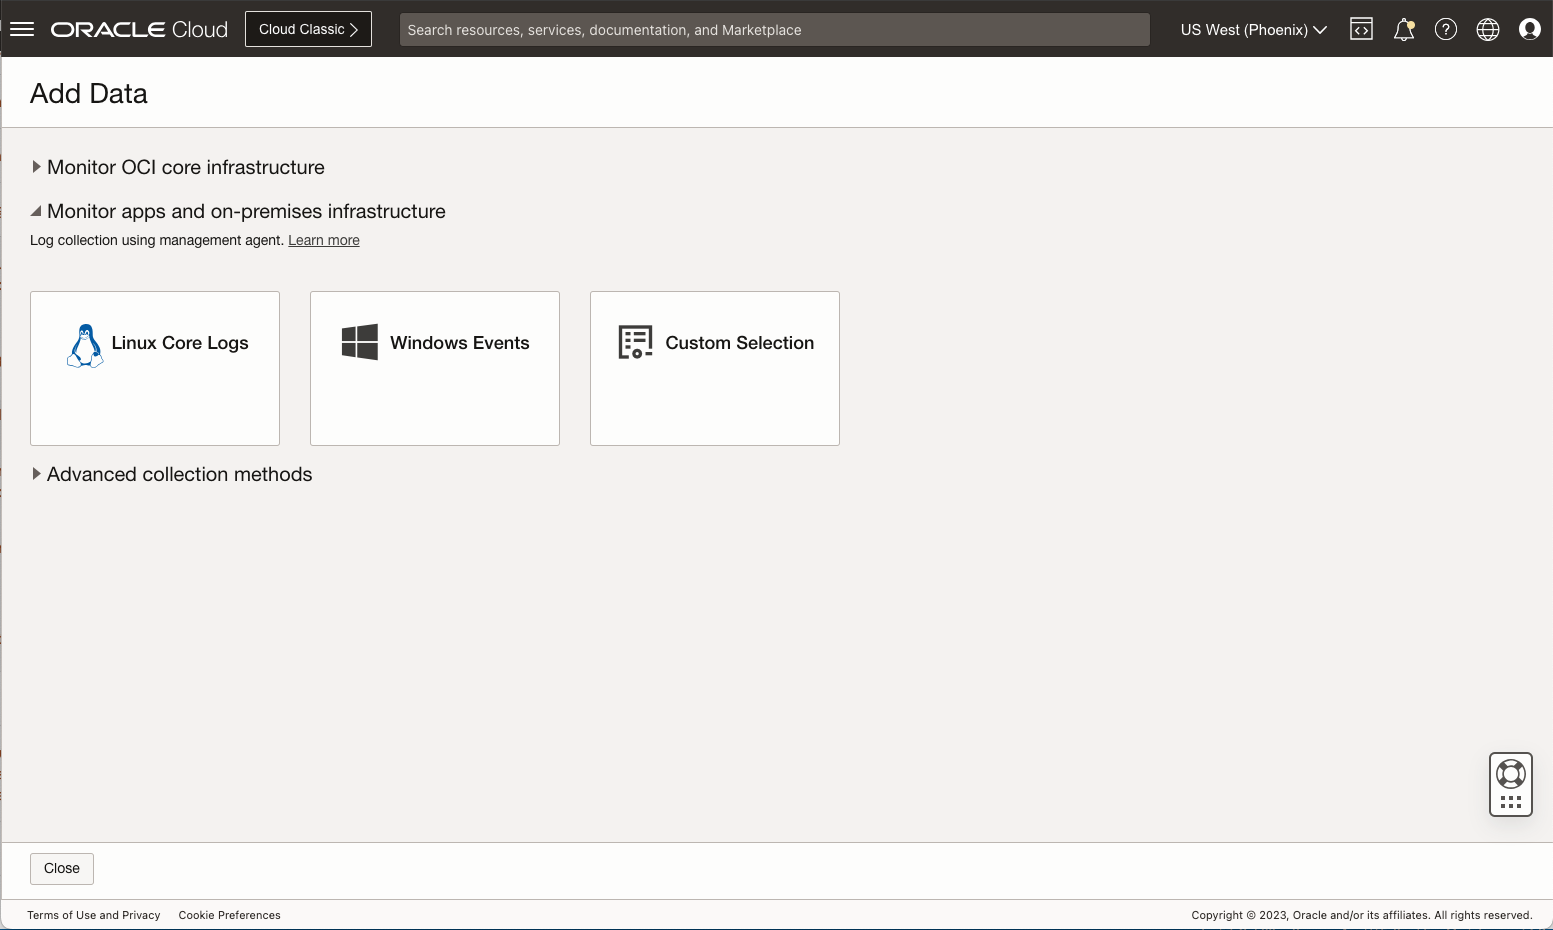 ORACLE Cloud
Cloud Classic
Search resources, services, documentation, and Marketplace
US West (Phoenix)
Add Data
Monitor OCI core infrastructure
Monitor apps and on-premises infrastructure
Log collection using management agent. Learn more
Linux Core Logs
Windows Events
Custom Selection
Advanced collection methods
Close
Terms of Use and Privacy
Cookie Preferences
Copyright © 2023, Oracle and/or its affiliates. All rights reserved.